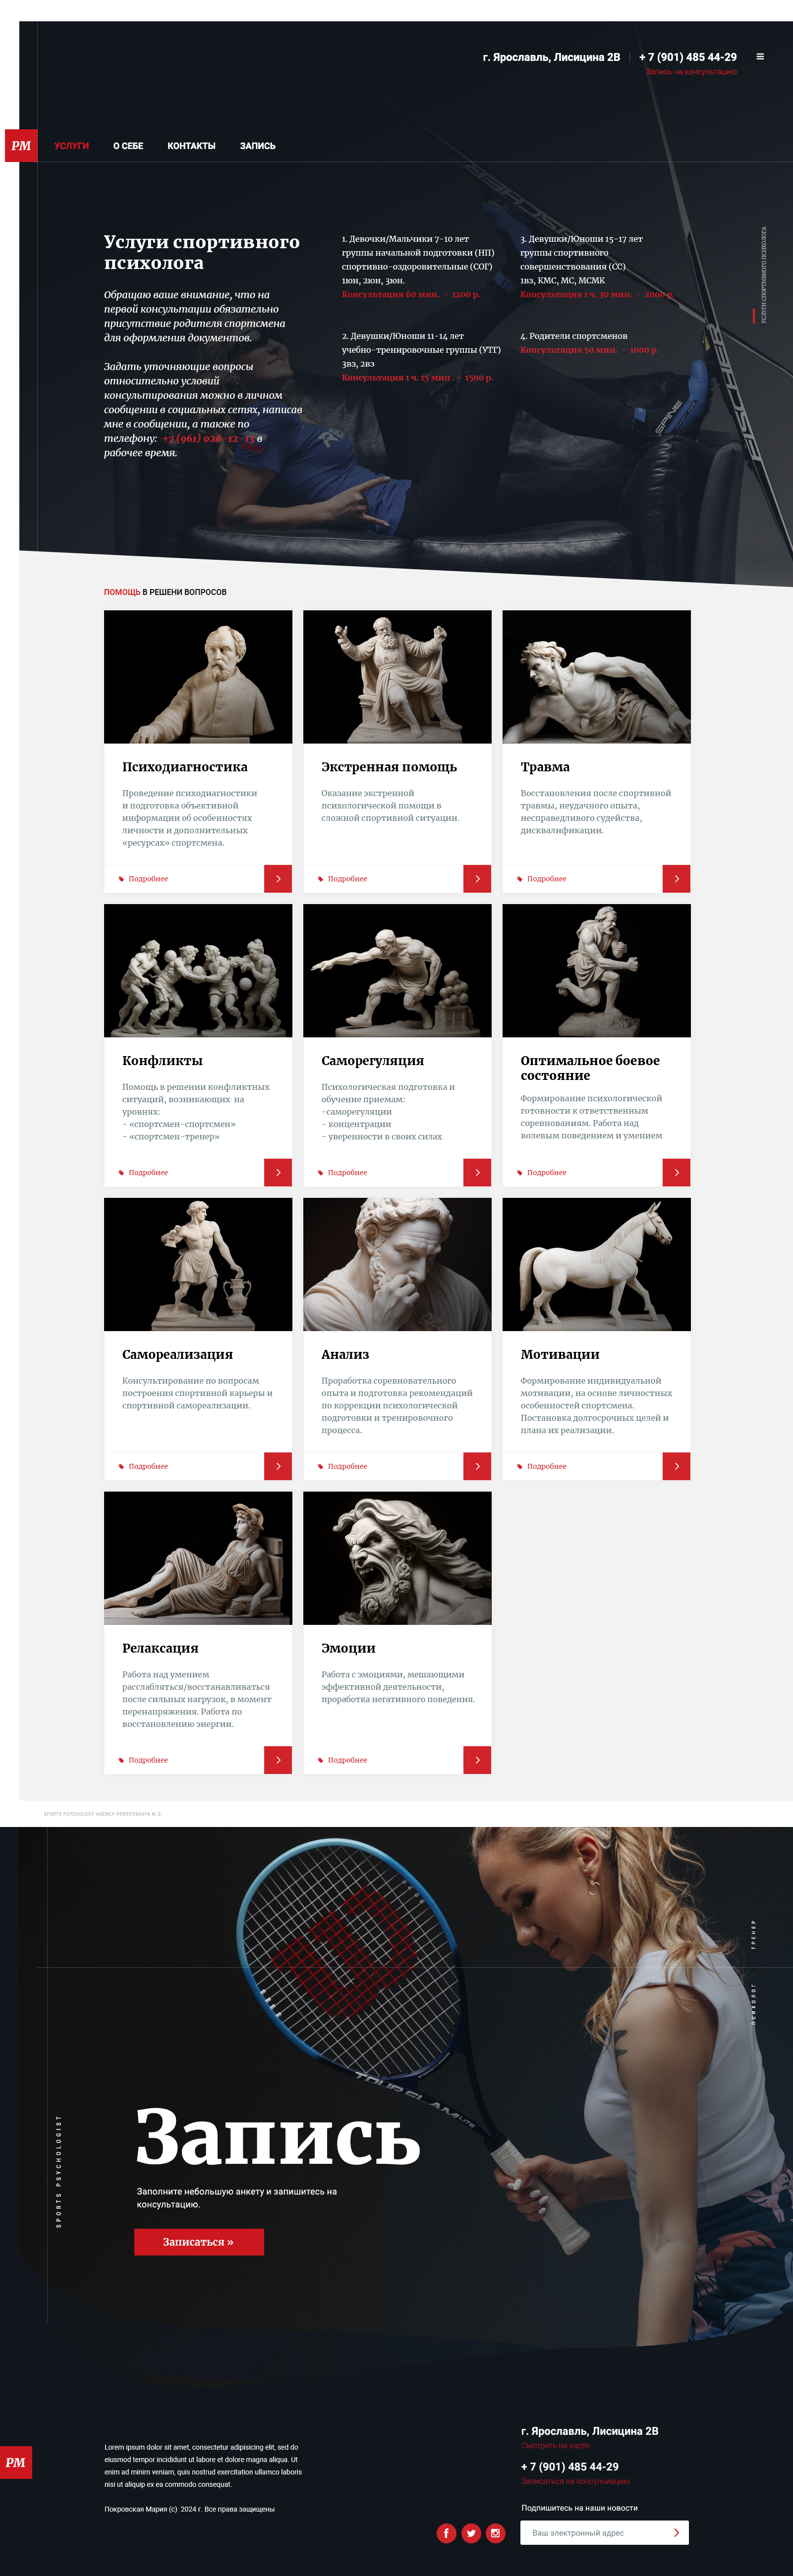 г. Ярославль, Лисицина 2В | + 7 (901) 485 44-29
Запись на консультацию
PM
УСЛУГИ О СЕБЕ КОНТАКТЫ ЗАПИСЬ
Услуги спортивного
психолога
Обращаю ваше внимание, что на
первой консультации обязательно
присутствие родителя спортсмена
для оформления документов.
Задать уточняющие вопросы
относительно условий
консультирования можно в личном
сообщении в социальных сетях, написав
мне в сообщении, а также по
телефону: +7 (961) 026-12-13 в
рабочее время.
1. Девочки/Мальчики 7-10 лет
группы начальной подготовки (НП)
спортивно-оздоровительные (СОГ)
1юн, 2юн, 3юн.
Консультация 60 мин. - 1200 р.
2. Девушки/Юноши 11-14 лет
учебно-тренировочные группы (УТГ)
3вз, 2вз
Консультация 1 ч. 15 мин . - 1500 р.
3. Девушки/Юноши 15-17 лет
группы спортивного
совершенствования (СС)
1вз, КМС, МС, МСМК
Консультация 1 ч. 30 мин. - 2000 р.
4. Родители спортсменов
Консультация 50 мин. - 1000 р.
УСЛУГИ СПОРТИВНОГО ПСИХОЛОГА
SPINE
ПОМОЩЬ В РЕШЕНИ ВОПРОСОВ
Психодиагностика
Проведение психодиагностики
и подготовка объективной
информации об особенностях
личности и дополнительных
«ресурсах» спортсмена.
Подробнее
Экстренная помощь
Оказание экстренной
психологической помощи в
сложной спортивной ситуации.
Подробнее
Травма
Восстановления после спортивной
травмы, неудачного опыта,
несправедливого судейства,
дисквалификации.
Подробнее
Конфликты
Помощь в решении конфликтных
ситуаций, возникающих на
уровнях:
- «спортсмен-спортсмен»
- «спортсмен-тренер»
Подробнее
Саморегуляция
Психологическая подготовка и
обучение приемам:
-саморегуляции
- концентрации
- уверенности в своих силах
Подробнее
Оптимальное боевое
состояние
Формирование психологической
готовности к ответственным
соревнованиям. Работа над
волевым поведением и умением
Подробнее
Самореализация
Консультирование по вопросам
построения спортивной карьеры и
спортивной самореализации.
Подробнее
Анализ
Проработка соревновательного
опыта и подготовка рекомендаций
по коррекции психологической
подготовки и тренировочного
процесса.
Подробнее
Мотивации
Формирование индивидуальной
мотивации, на основе личностных
особенностей спортсмена.
Постановка долгосрочных целей и
плана их реализации.
Подробнее
Релаксация
Работа над умением
расслабляться/восстанавливаться
после сильных нагрузок, в момент
перенапряжения. Работа по
восстановлению энергии.
Подробнее
Эмоции
Работа с эмоциями, мешающими
эффективной деятельности,
проработка негативного поведения.
Подробнее
SPORTS PSYCHOLOGY AGENCY POKROVSKAYA M.S.
ТРЕНЕР
ПСИХОЛОГ
TOUR SLAM LITE
SPORTS PSYCHOLOGIST
Запись
Заполните небольшую анкету и запишитесь на
консультацию.
Записаться »
PM
Lorem ipsum dolor sit amet, consectetur adipisicing elit, sed do
eiusmod tempor incididunt ut labore et dolore magna aliqua. Ut
enim ad minim veniam, quis nostrud exercitation ullamco laboris
nisi ut aliquip ex ea commodo consequat.
Покровская Мария (с) 2024 г. Все права защищены
г. Ярославль, Лисицина 2В
Смотреть на карте
+ 7 (901) 485 44-29
Записаться на консультацию
Подпишитесь на наши новости
Ваш электронный адрес